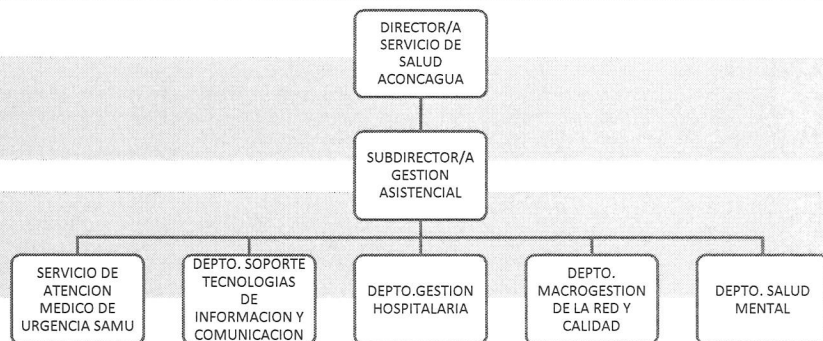 DIRECTOR/A
SERVICIO DE
SALUD
ACONCAGUA
SUBDIRECTOR/A
GESTION
ASISTENCIAL
SERVICIO DE
ATENCION
MEDICO DE
URGENCIA SAMU
DEPTO. SOPORTE
TECNOLOGIAS
DE
INFORMACION Y
COMUNICACION
DEPTO.GESTION
HOSPITALARIA
DEPTO.
MACROGESTION
DE LA RED Y
CALIDAD
DEPTO. SALUD
MENTAL